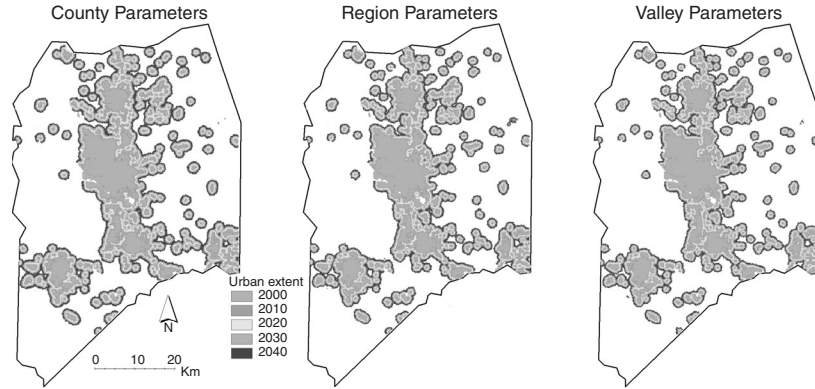 County Parameters
Region Parameters
Valley Parameters
Urban extent
2000
2010
2020
2030
2040
N
0 10 20
Km